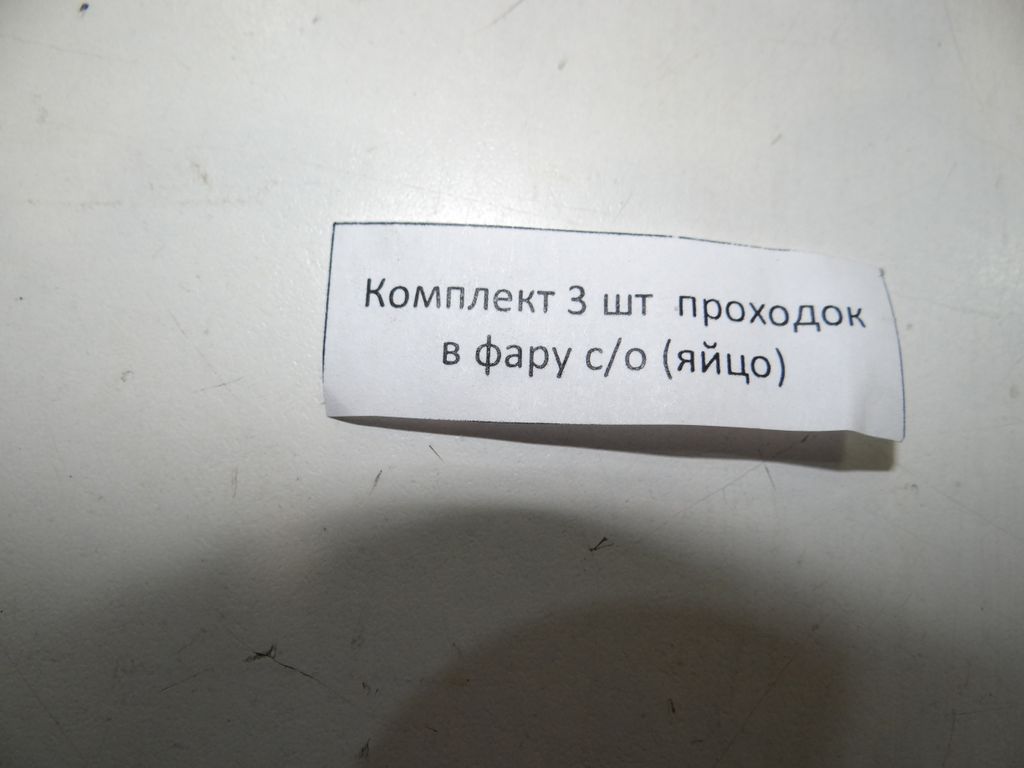 Комплект 3 шт проходок
в фару с/о (яйцо)